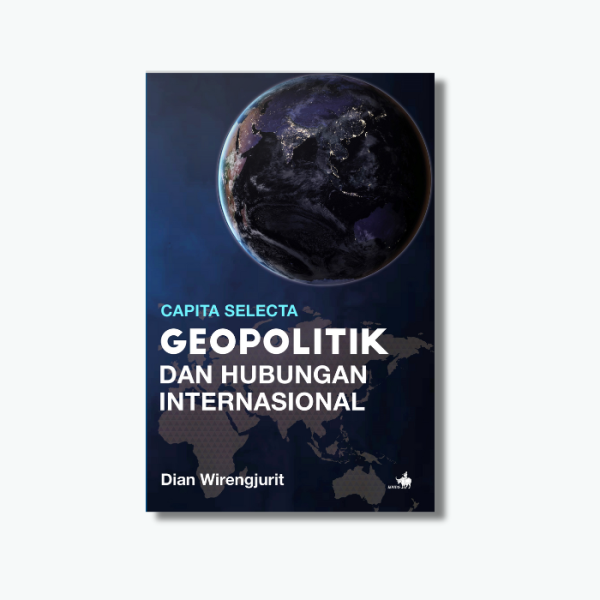 CAPITA SELECTA
GEOPOLITIK
DAN HUBUNGAN
INTERNASIONAL
Dian Wirengjurit